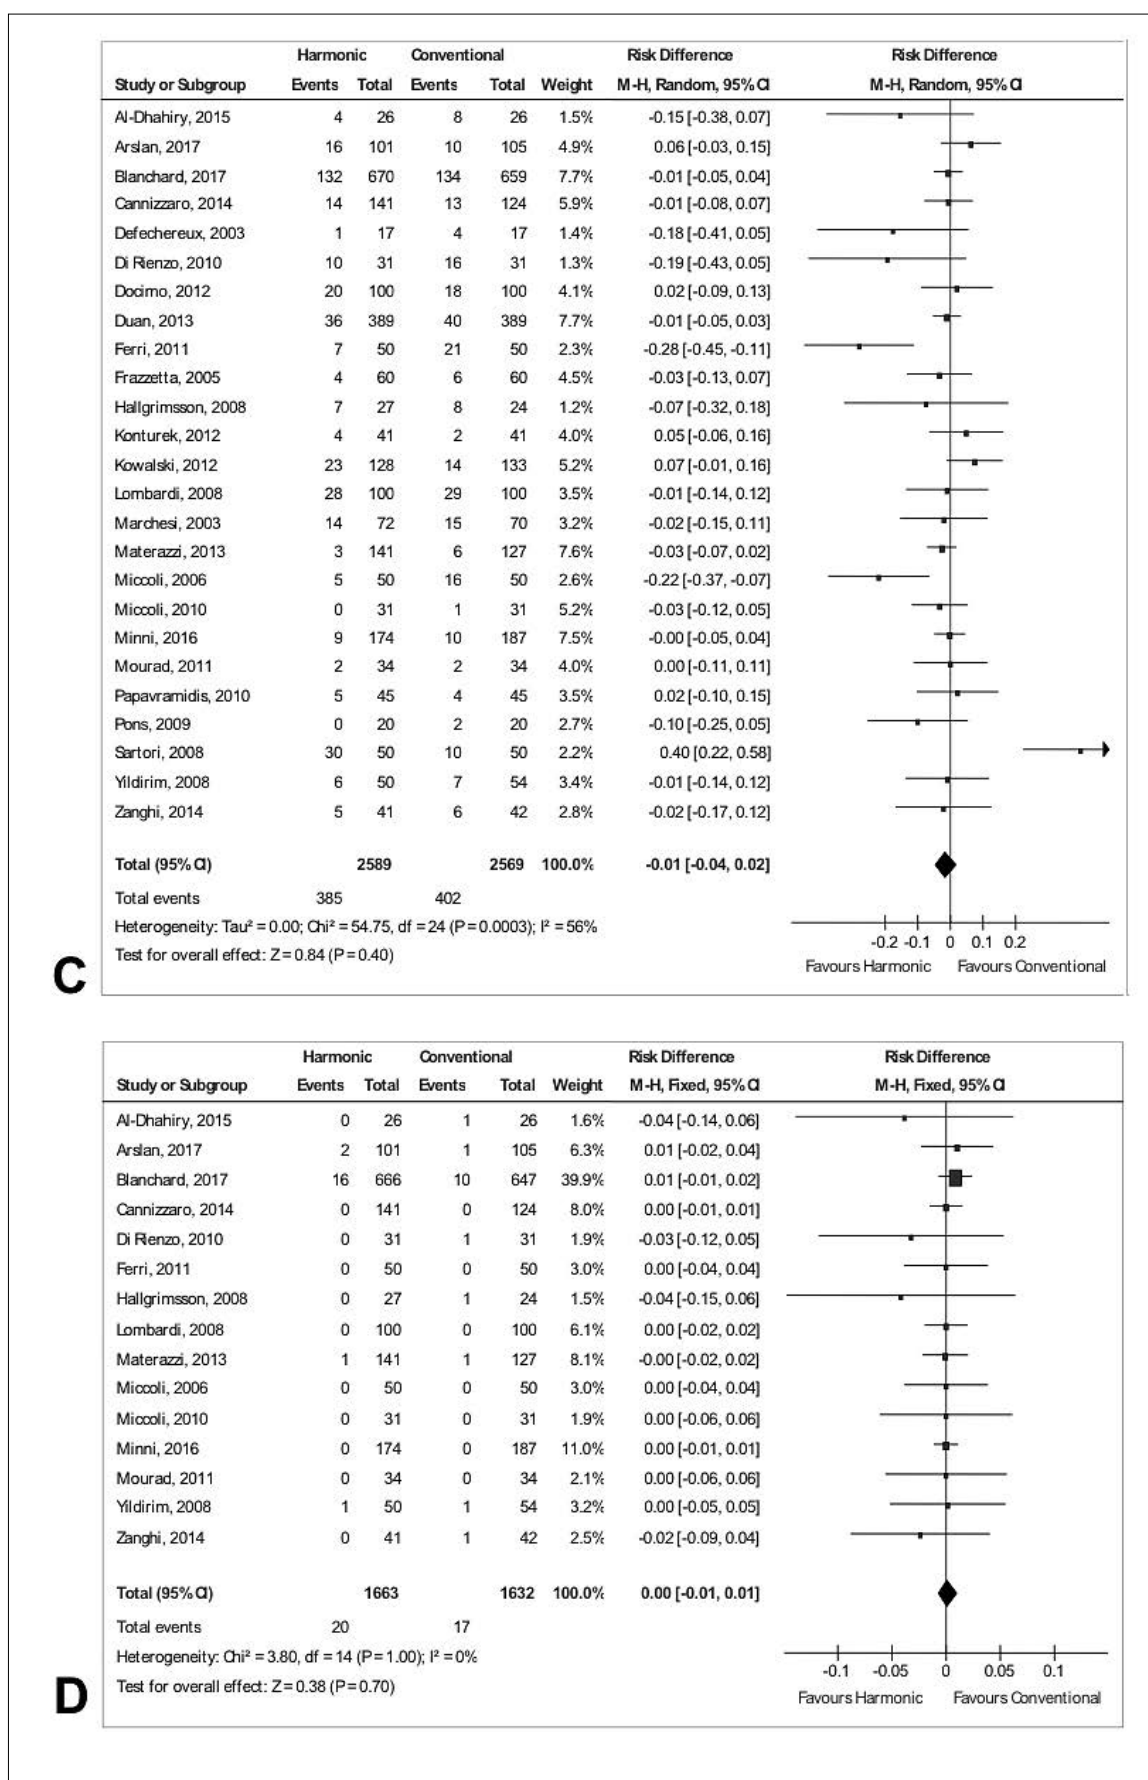 Harmonic Conventional Risk Difference Risk Difference
Study or Subgroup Events Total Events Total Weight M-H, Random, 95% CI M-H, Random, 95% CI
Al-Dhahiry, 2015 4 26 8 26 1.5% -0.15 [-0.38, 0.07]
Arslan, 2017 16 101 10 105 4.9% 0.06 [-0.03, 0.15]
Blanchard, 2017 132 670 134 659 7.7% -0.01 [-0.05, 0.04]
Cannizzaro, 2014 14 141 13 124 5.9% -0.01 [-0.08, 0.07]
Defechereux, 2003 1 17 4 17 1.4% -0.18 [-0.41, 0.05]
Di Rienzo, 2010 10 31 16 31 1.3% -0.19 [-0.43, 0.05]
Docimo, 2012 20 100 18 100 4.1% 0.02 [-0.09, 0.13]
Duan, 2013 36 389 40 389 7.7% -0.01 [-0.05, 0.03]
Ferri, 2011 7 50 21 50 2.3% -0.28 [-0.45, -0.11]
Frazzetta, 2005 4 60 6 60 4.5% -0.03 [-0.13, 0.07]
Hallgrimsson, 2008 7 27 8 24 1.2% -0.07 [-0.32, 0.18]
Konturek, 2012 4 41 2 41 4.0% 0.05 [-0.06, 0.16]
Kowalski, 2012 23 128 14 133 5.2% 0.07 [-0.01, 0.16]
Lombardi, 2008 28 100 29 100 3.5% -0.01 [-0.14, 0.12]
Marchesi, 2003 14 72 15 70 3.2% -0.02 [-0.15, 0.11]
Materazzi, 2013 3 141 6 127 7.6% -0.03 [-0.07, 0.02]
Miccoli, 2006 5 50 16 50 2.6% -0.22 [-0.37, -0.07]
Miccoli, 2010 0 31 1 31 5.2% -0.03 [-0.12, 0.05]
Minni, 2016 9 174 10 187 7.5% -0.00 [-0.05, 0.04]
Mourad, 2011 2 34 2 34 4.0% 0.00 [-0.11, 0.11]
Papavramidis, 2010 5 45 4 45 3.5% 0.02 [-0.10, 0.15]
Pons, 2009 0 20 2 20 2.7% -0.10 [-0.25, 0.05]
Sartori, 2008 30 50 10 50 2.2% 0.40 [0.22, 0.58]
Yildirim, 2008 6 50 7 54 3.4% -0.01 [-0.14, 0.12]
Zanghi, 2014 5 41 6 42 2.8% -0.02 [-0.17, 0.12]
Total (95% CI) 2589 2569 100.0% -0.01 [-0.04, 0.02]
Total events 385 402
Heterogeneity: Tau² = 0.00; Chi² = 54.75, df = 24 (P = 0.0003); I² = 56%
Test for overall effect: Z = 0.84 (P = 0.40)
-0.2 -0.1 0 0.1 0.2
Favours Harmonic Favours Conventional
C
Harmonic Conventional Risk Difference Risk Difference
Study or Subgroup Events Total Events Total Weight M-H, Fixed, 95% CI M-H, Fixed, 95% CI
Al-Dhahiry, 2015 0 26 1 26 1.6% -0.04 [-0.14, 0.06]
Arslan, 2017 2 101 1 105 6.3% 0.01 [-0.02, 0.04]
Blanchard, 2017 16 666 10 647 39.9% 0.01 [-0.01, 0.02]
Cannizzaro, 2014 0 141 0 124 8.0% 0.00 [-0.01, 0.01]
Di Rienzo, 2010 0 31 1 31 1.9% -0.03 [-0.12, 0.05]
Ferri, 2011 0 50 0 50 3.0% 0.00 [-0.04, 0.04]
Hallgrimsson, 2008 0 27 1 24 1.5% -0.04 [-0.15, 0.06]
Lombardi, 2008 0 100 0 100 6.1% 0.00 [-0.02, 0.02]
Materazzi, 2013 1 141 1 127 8.1% -0.00 [-0.02, 0.02]
Miccoli, 2006 0 50 0 50 3.0% 0.00 [-0.04, 0.04]
Miccoli, 2010 0 31 0 31 1.9% 0.00 [-0.06, 0.06]
Minni, 2016 0 174 0 187 11.0% 0.00 [-0.01, 0.01]
Mourad, 2011 0 34 0 34 2.1% 0.00 [-0.06, 0.06]
Yildirim, 2008 1 50 1 54 3.2% 0.00 [-0.05, 0.05]
Zanghi, 2014 0 41 1 42 2.5% -0.02 [-0.09, 0.04]
Total (95% CI) 1663 1632 100.0% 0.00 [-0.01, 0.01]
Total events 20 17
Heterogeneity: Chi² = 3.80, df = 14 (P = 1.00); I² = 0%
Test for overall effect: Z = 0.38 (P = 0.70)
-0.1 -0.05 0 0.05 0.1
Favours Harmonic Favours Conventional
D